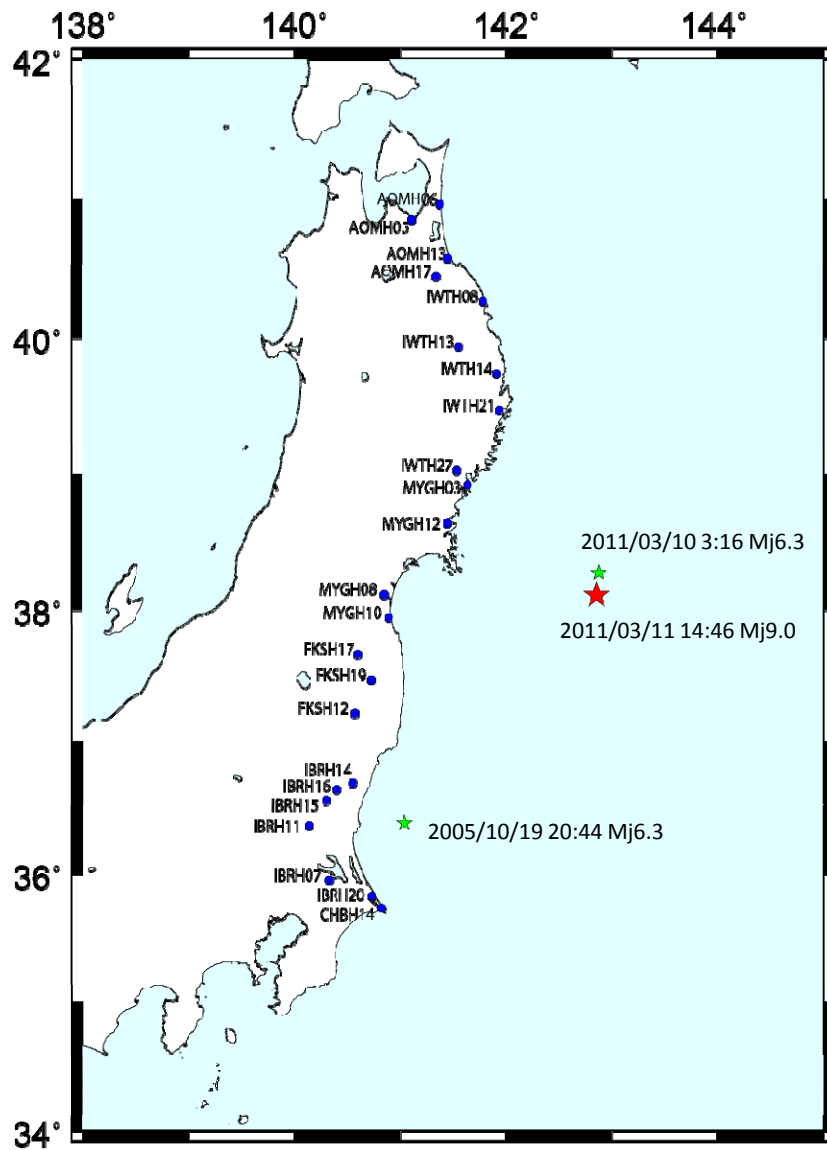 138° 140° 142° 144°
42°
AOMH06
AOMH03
AOMH13
AOMH17
IWTH08
40°
IWTH13
IWTH14
IWTH21
IWTH27
MYGH03
MYGH12
2011/03/10 3:16 Mj6.3
MYGH08
38°
MYGH10
2011/03/11 14:46 Mj9.0
FKSH17
FKSH19
FKSH12
IBRH14
IBRH16
IBRH15
IBRH11
2005/10/19 20:44 Mj6.3
36°
IBRH07
IBRH20
CHBH14
34°